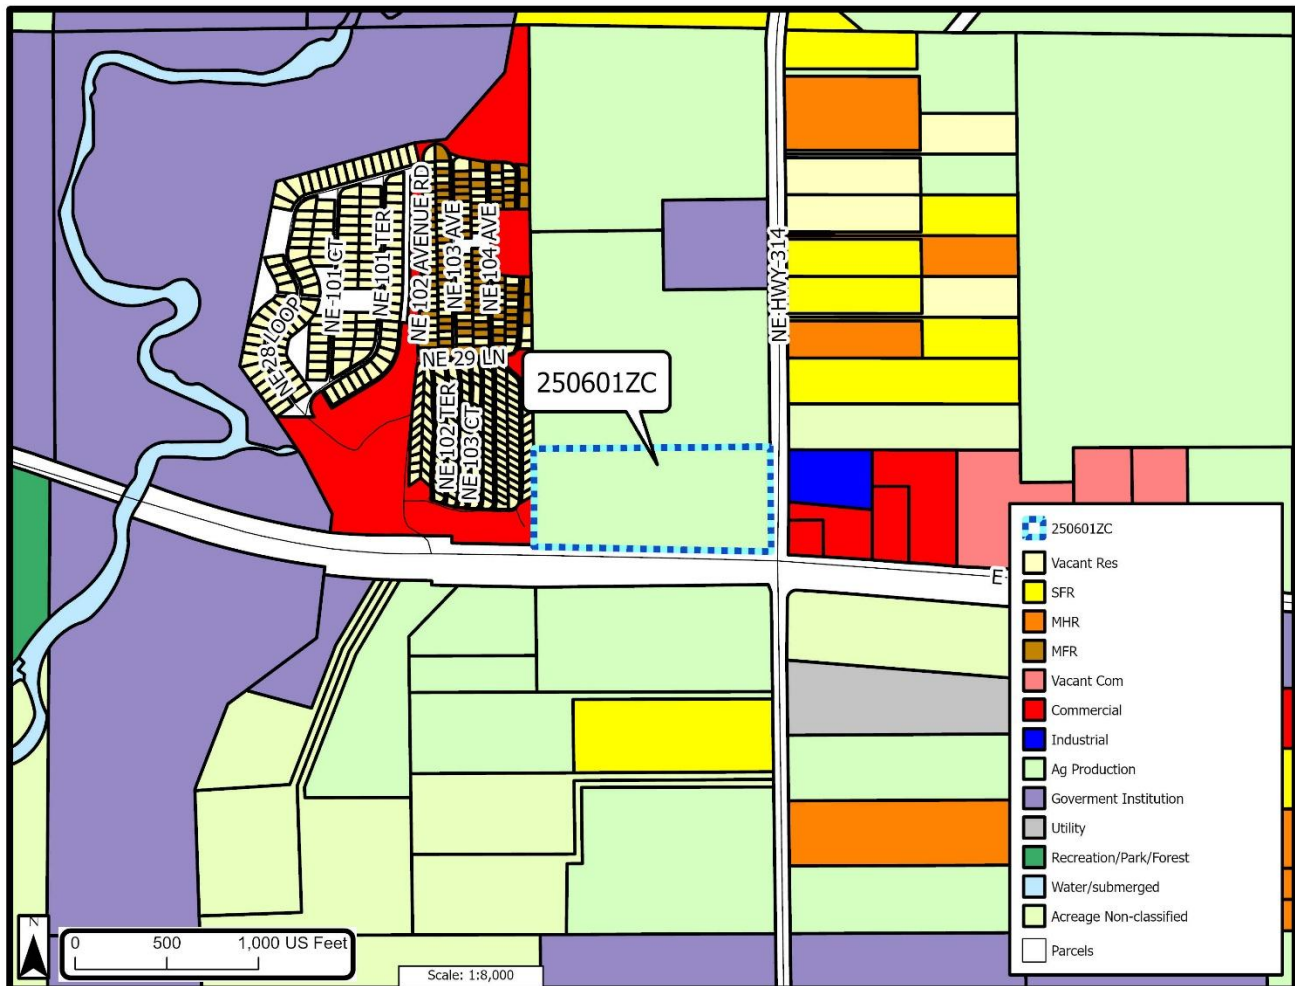 NE 102 AVENUE RD
NE 103 AVE
NE 104 AVE
NE 101 TER
NE 101 CT
NE 28 LOOP
NE HWY 314
NE 29 LN
250601ZC
NE 102 TER
NE 103 CT
E
250601ZC
Vacant Res
SFR
MHR
MFR
Vacant Com
Commercial
Industrial
Ag Production
Goverment Institution
Utility
Recreation/Park/Forest
Water/submerged
Acreage Non-classified
Parcels
N
0 500 1,000 US Feet
Scale: 1:8,000